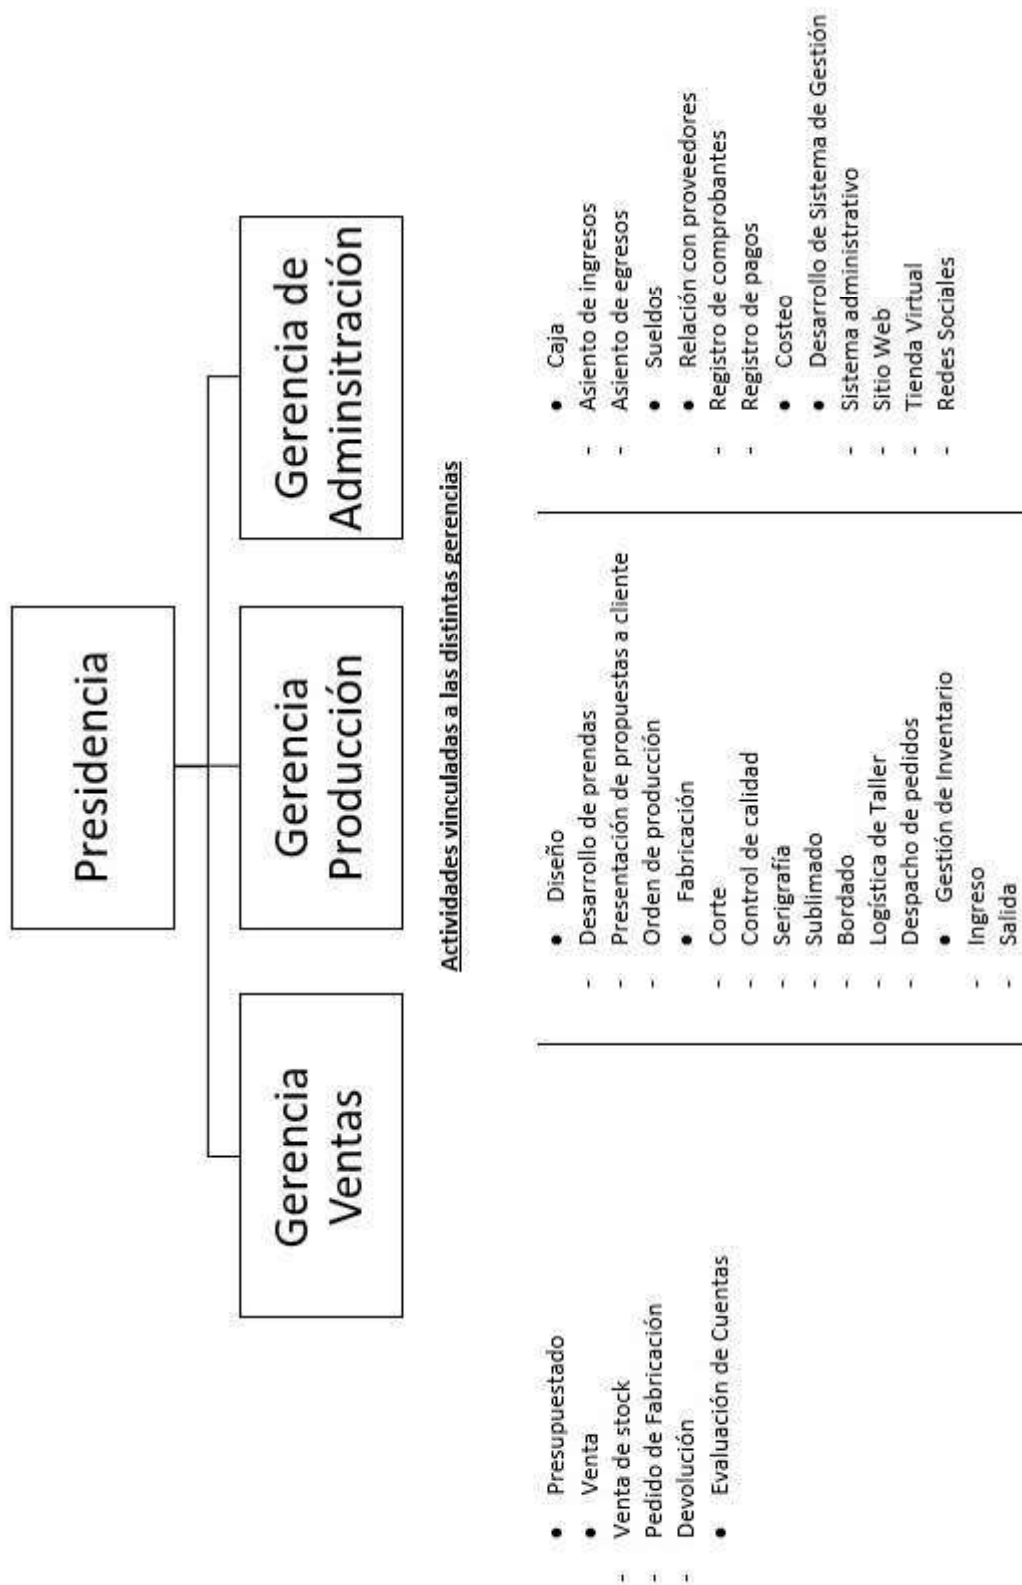 Presidencia
Gerencia
Ventas
Gerencia
Producción
Gerencia de
Adminsitración
Actividades vinculadas a las distintas gerencias
● Presupuestado
● Venta
- Venta de stock
- Pedido de Fabricación
- Devolución
● Evaluación de Cuentas
● Diseño
- Desarrollo de prendas
- Presentación de propuestas a cliente
- Orden de producción
● Fabricación
- Corte
- Control de calidad
- Serigrafía
- Sublimado
- Bordado
- Logística de Taller
- Despacho de pedidos
● Gestión de Inventario
- Ingreso
- Salida
● Caja
- Asiento de ingresos
- Asiento de egresos
● Sueldos
● Relación con proveedores
- Registro de comprobantes
- Registro de pagos
● Costeo
● Desarrollo de Sistema de Gestión
- Sistema administrativo
- Sitio Web
- Tienda Virtual
- Redes Sociales